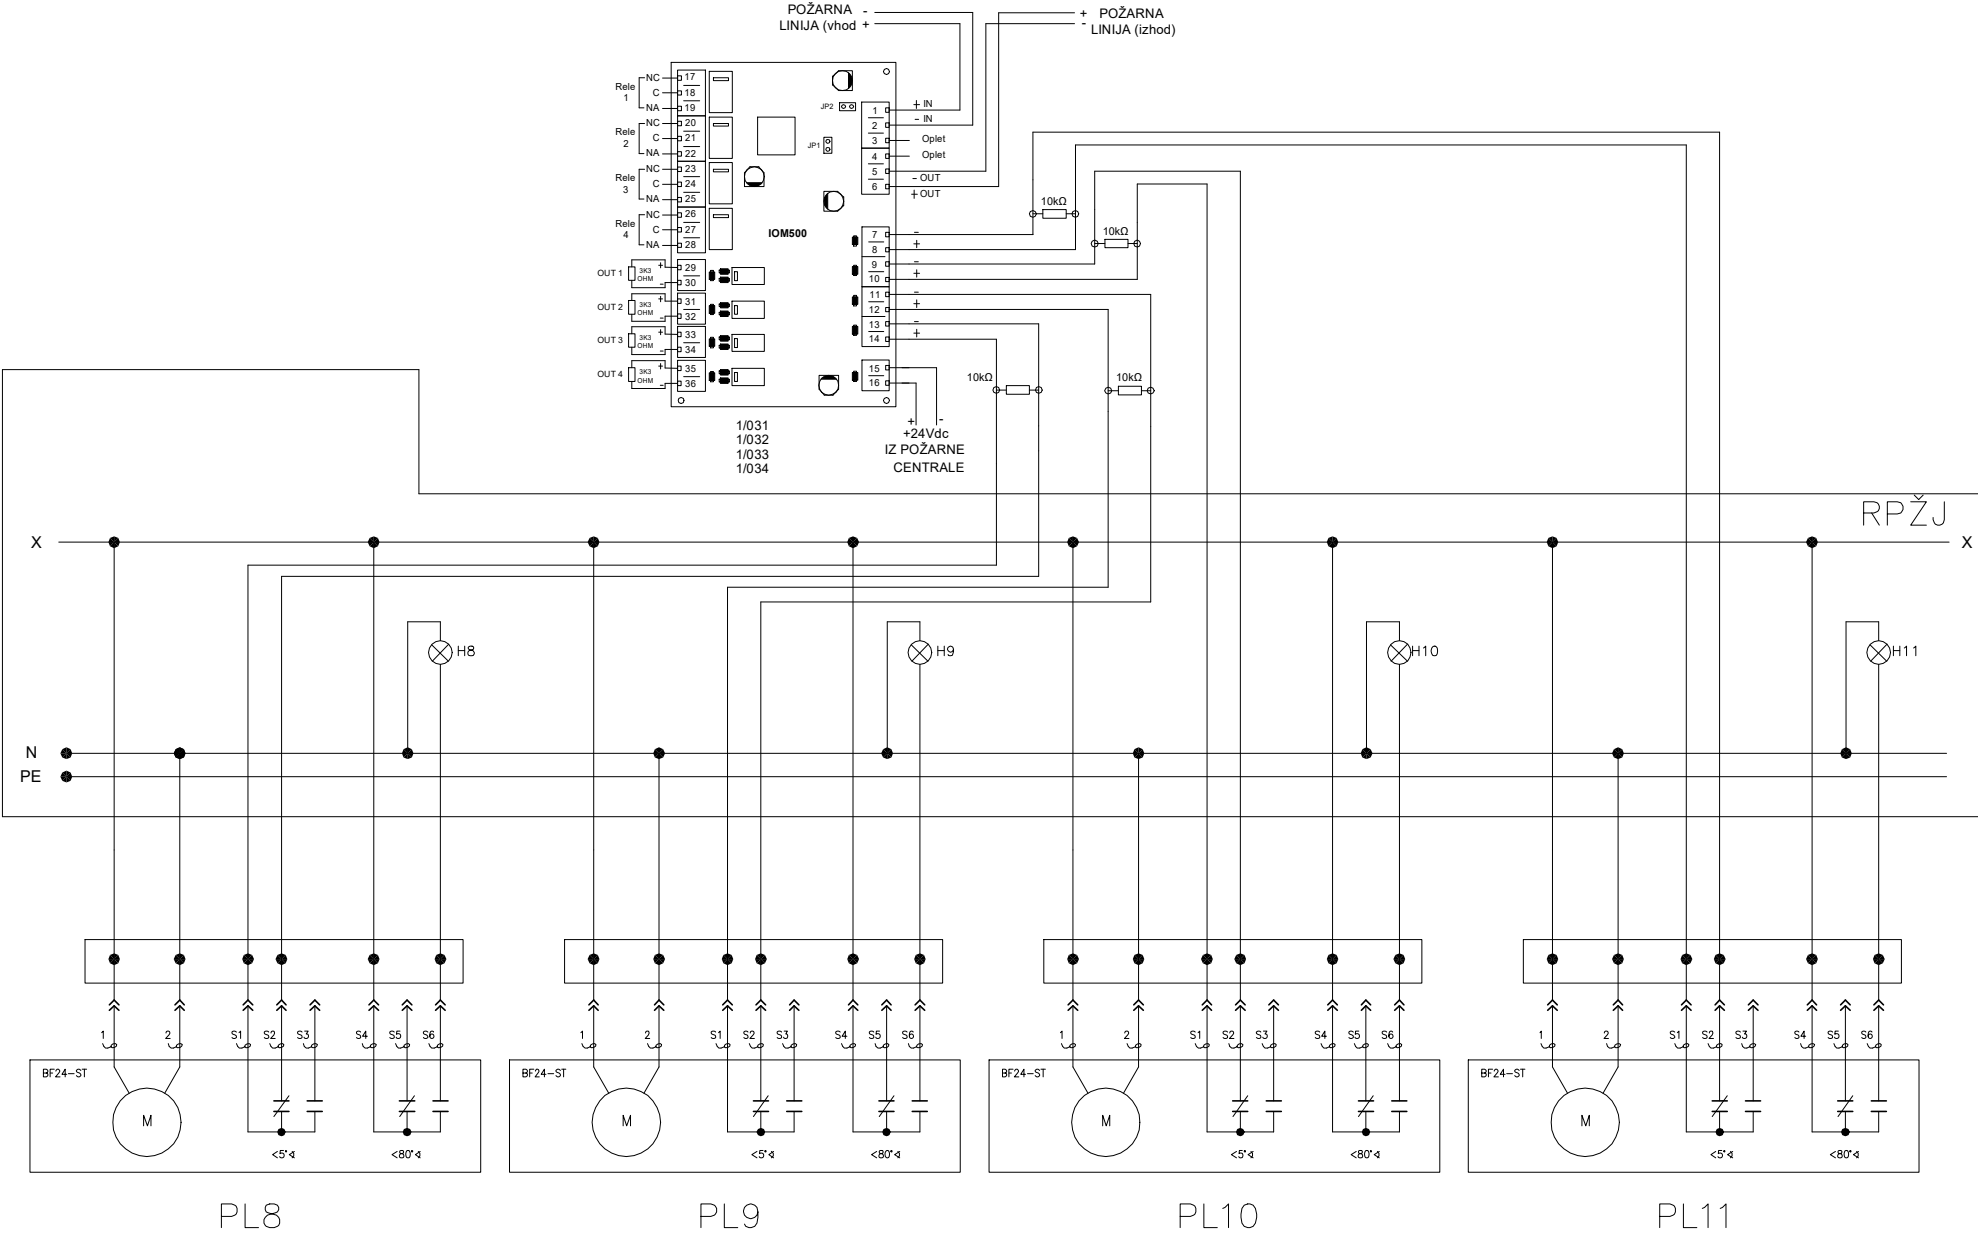 POŽARNA -
LINIJA (vhod +
+ POŽARNA
- LINIJA (izhod)
Rele 1
NC 17
C 18
NA 19
Rele 2
NC 20
C 21
NA 22
Rele 3
NC 23
C 24
NA 25
Rele 4
NC 26
C 27
NA 28
OUT 1 3K3 OHM + 29
- 30
OUT 2 3K3 OHM + 31
- 32
OUT 3 3K3 OHM + 33
- 34
OUT 4 3K3 OHM + 35
- 36
JP2
JP1
IOM500
1 + IN
2 - IN
3 Oplet
4 Oplet
5 - OUT
6 + OUT
7 -
8 +
9 -
10 +
11 -
12 +
13 -
14 +
15
16
10kΩ
10kΩ
10kΩ
10kΩ
1/031
1/032
1/033
1/034
+ -
+24Vdc
IZ POŽARNE
CENTRALE
RPŽJ
X X
H8 H9 H10 H11
N
PE
1 2 S1 S2 S3 S4 S5 S6
1 2 S1 S2 S3 S4 S5 S6
1 2 S1 S2 S3 S4 S5 S6
1 2 S1 S2 S3 S4 S5 S6
BF24-ST BF24-ST BF24-ST BF24-ST
M M M M
<5°∢ <80°∢ <5°∢ <80°∢ <5°∢ <80°∢ <5°∢ <80°∢
PL8 PL9 PL10 PL11